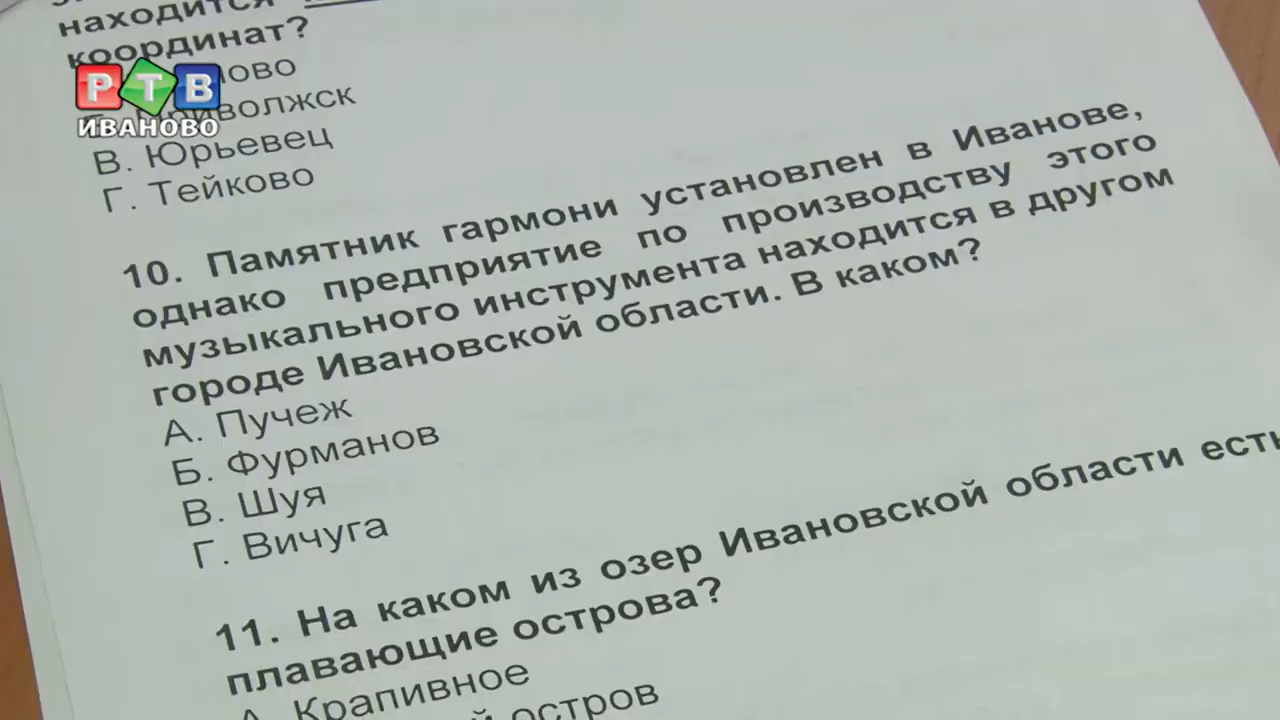 находится
координат?
РТВ
ИВАНОВО
Приволжск
В. Юрьевец
Г. Тейково
10. Памятник гармони установлен в Иванове,
однако предприятие по производству этого
музыкального инструмента находится в другом
городе Ивановской области. В каком?
А. Пучеж
Б. Фурманов
В. Шуя
Г. Вичуга
11. На каком из озер Ивановской области есть
плавающие острова?
А. Крапивное
остров